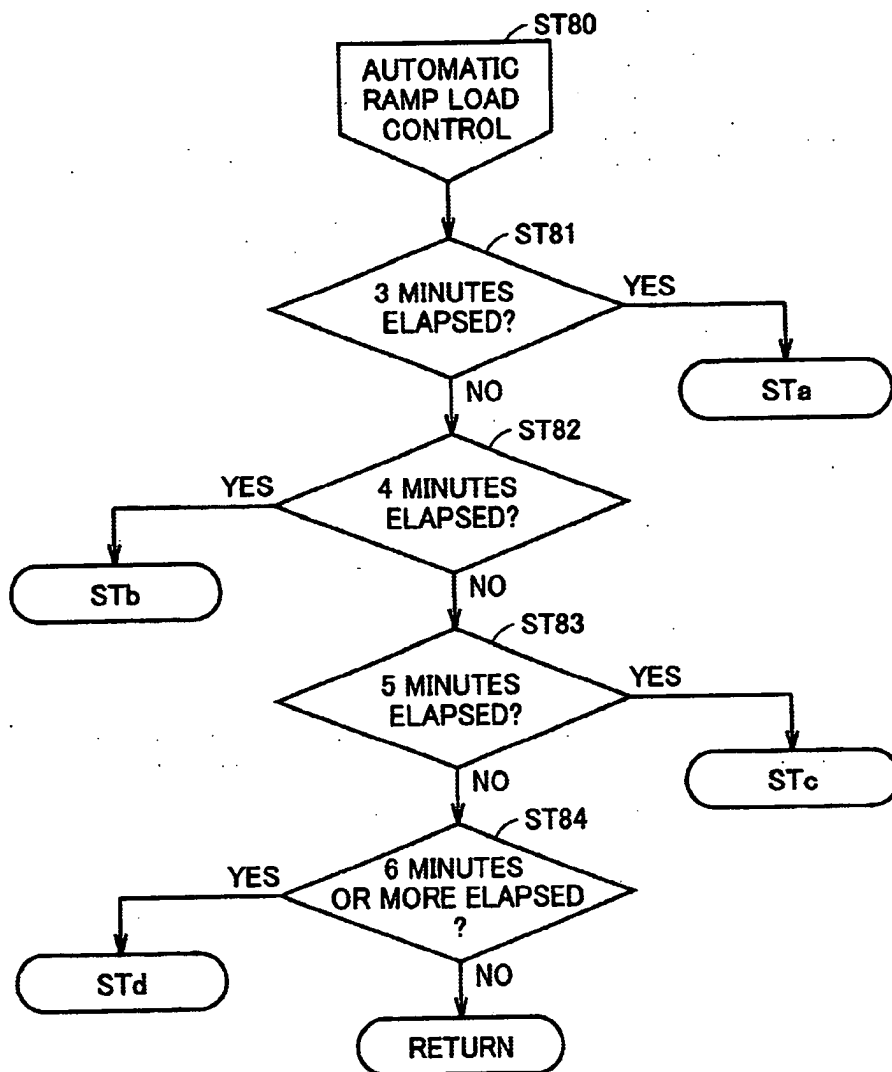 ST80
AUTOMATIC
RAMP LOAD
CONTROL
ST81
3 MINUTES
ELAPSED?
YES
STa
NO
ST82
4 MINUTES
ELAPSED?
YES
STb
NO
ST83
5 MINUTES
ELAPSED?
YES
STc
NO
ST84
6 MINUTES
OR MORE ELAPSED
?
YES
STd
NO
RETURN